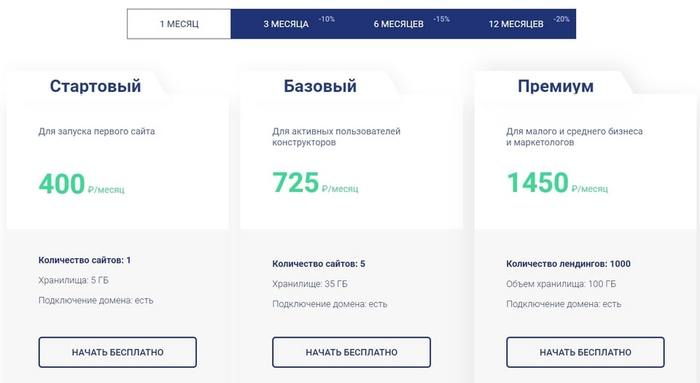 1 МЕСЯЦ
3 МЕСЯЦА -10%
6 МЕСЯЦЕВ -15%
12 МЕСЯЦЕВ -20%
Стартовый
Для запуска первого сайта
400 ₽/месяц
Количество сайтов: 1
Хранилища: 5 ГБ
Подключение домена: есть
НАЧАТЬ БЕСПЛАТНО
Базовый
Для активных пользователей
конструкторов
725 ₽/месяц
Количество сайтов: 5
Хранилище: 35 ГБ
Подключение домена: есть
НАЧАТЬ БЕСПЛАТНО
Премиум
Для малого и среднего бизнеса
и маркетологов
1450 ₽/месяц
Количество лендингов: 1000
Объем хранилища: 100 ГБ
Подключение домена: есть
НАЧАТЬ БЕСПЛАТНО